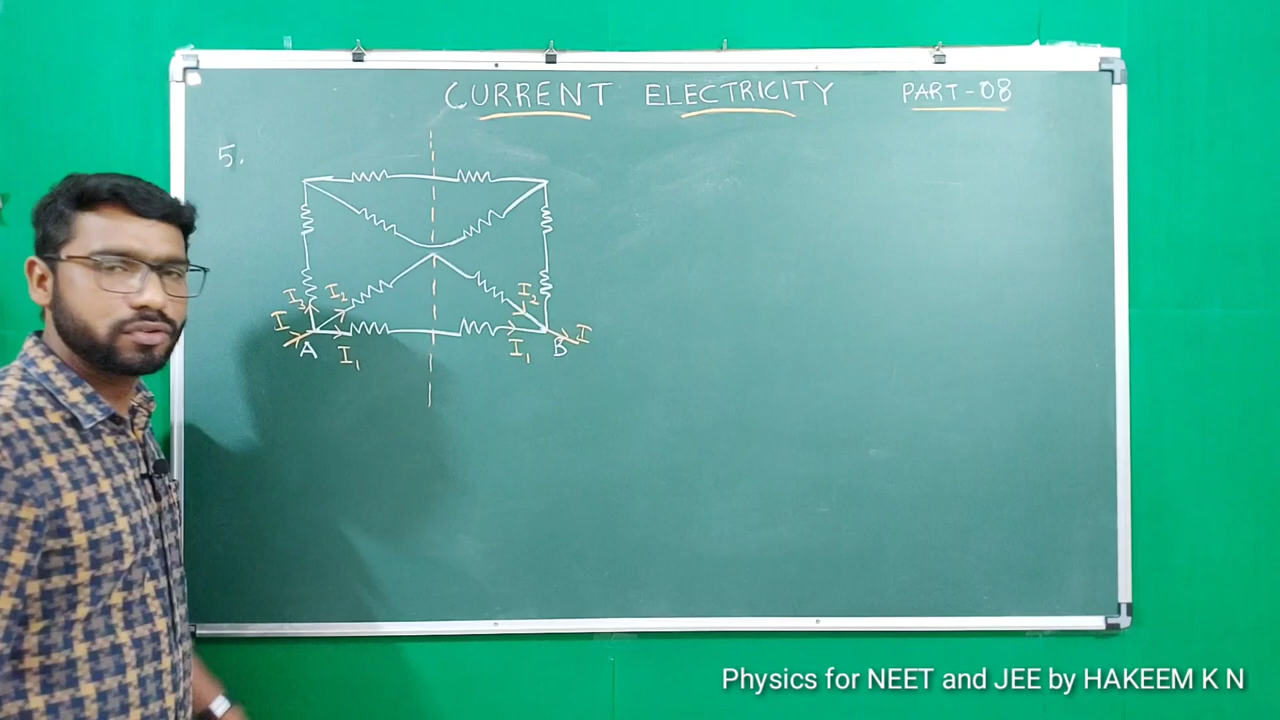 CURRENT ELECTRICITY PART-08
5.
I₃ I₂ I₂
I I
A B
I₁ I₁
Physics for NEET and JEE by HAKEEM K N